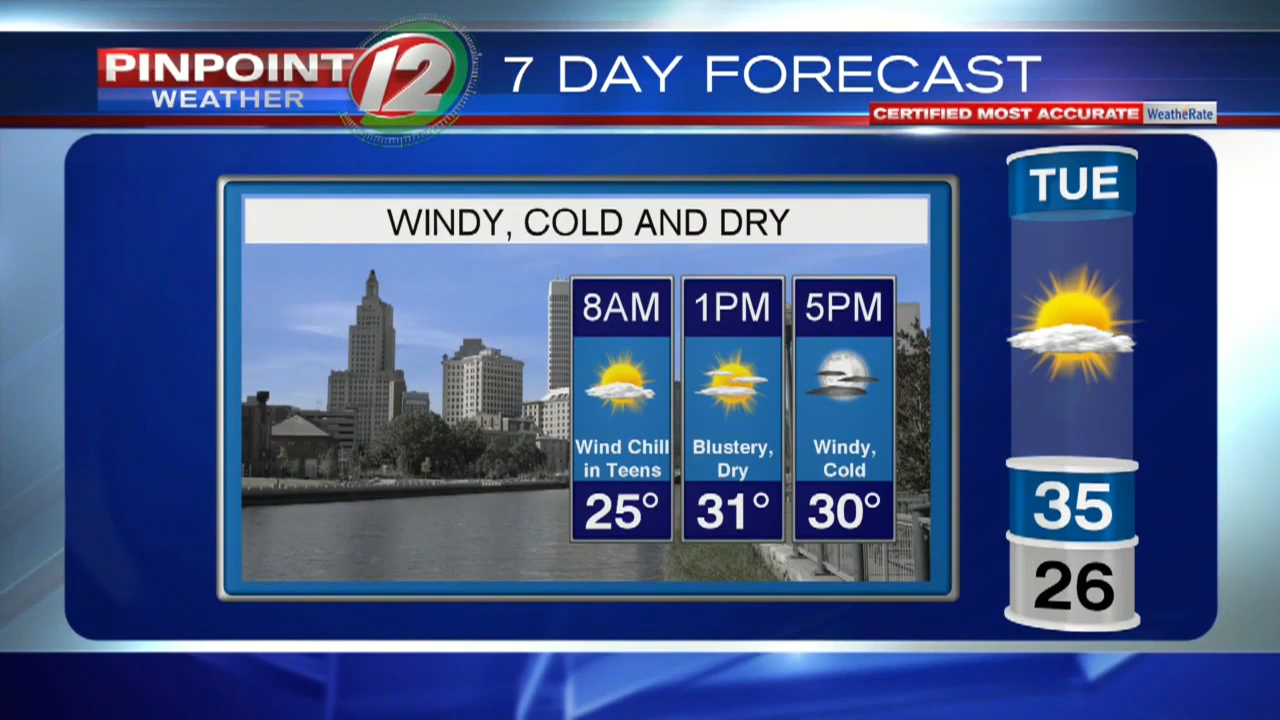 PINPOINT 12
WEATHER
7 DAY FORECAST
CERTIFIED MOST ACCURATE WeatheRate
WINDY, COLD AND DRY
8AM
Wind Chill
in Teens
25°
1PM
Blustery,
Dry
31°
5PM
Windy,
Cold
30°
TUE
35
26